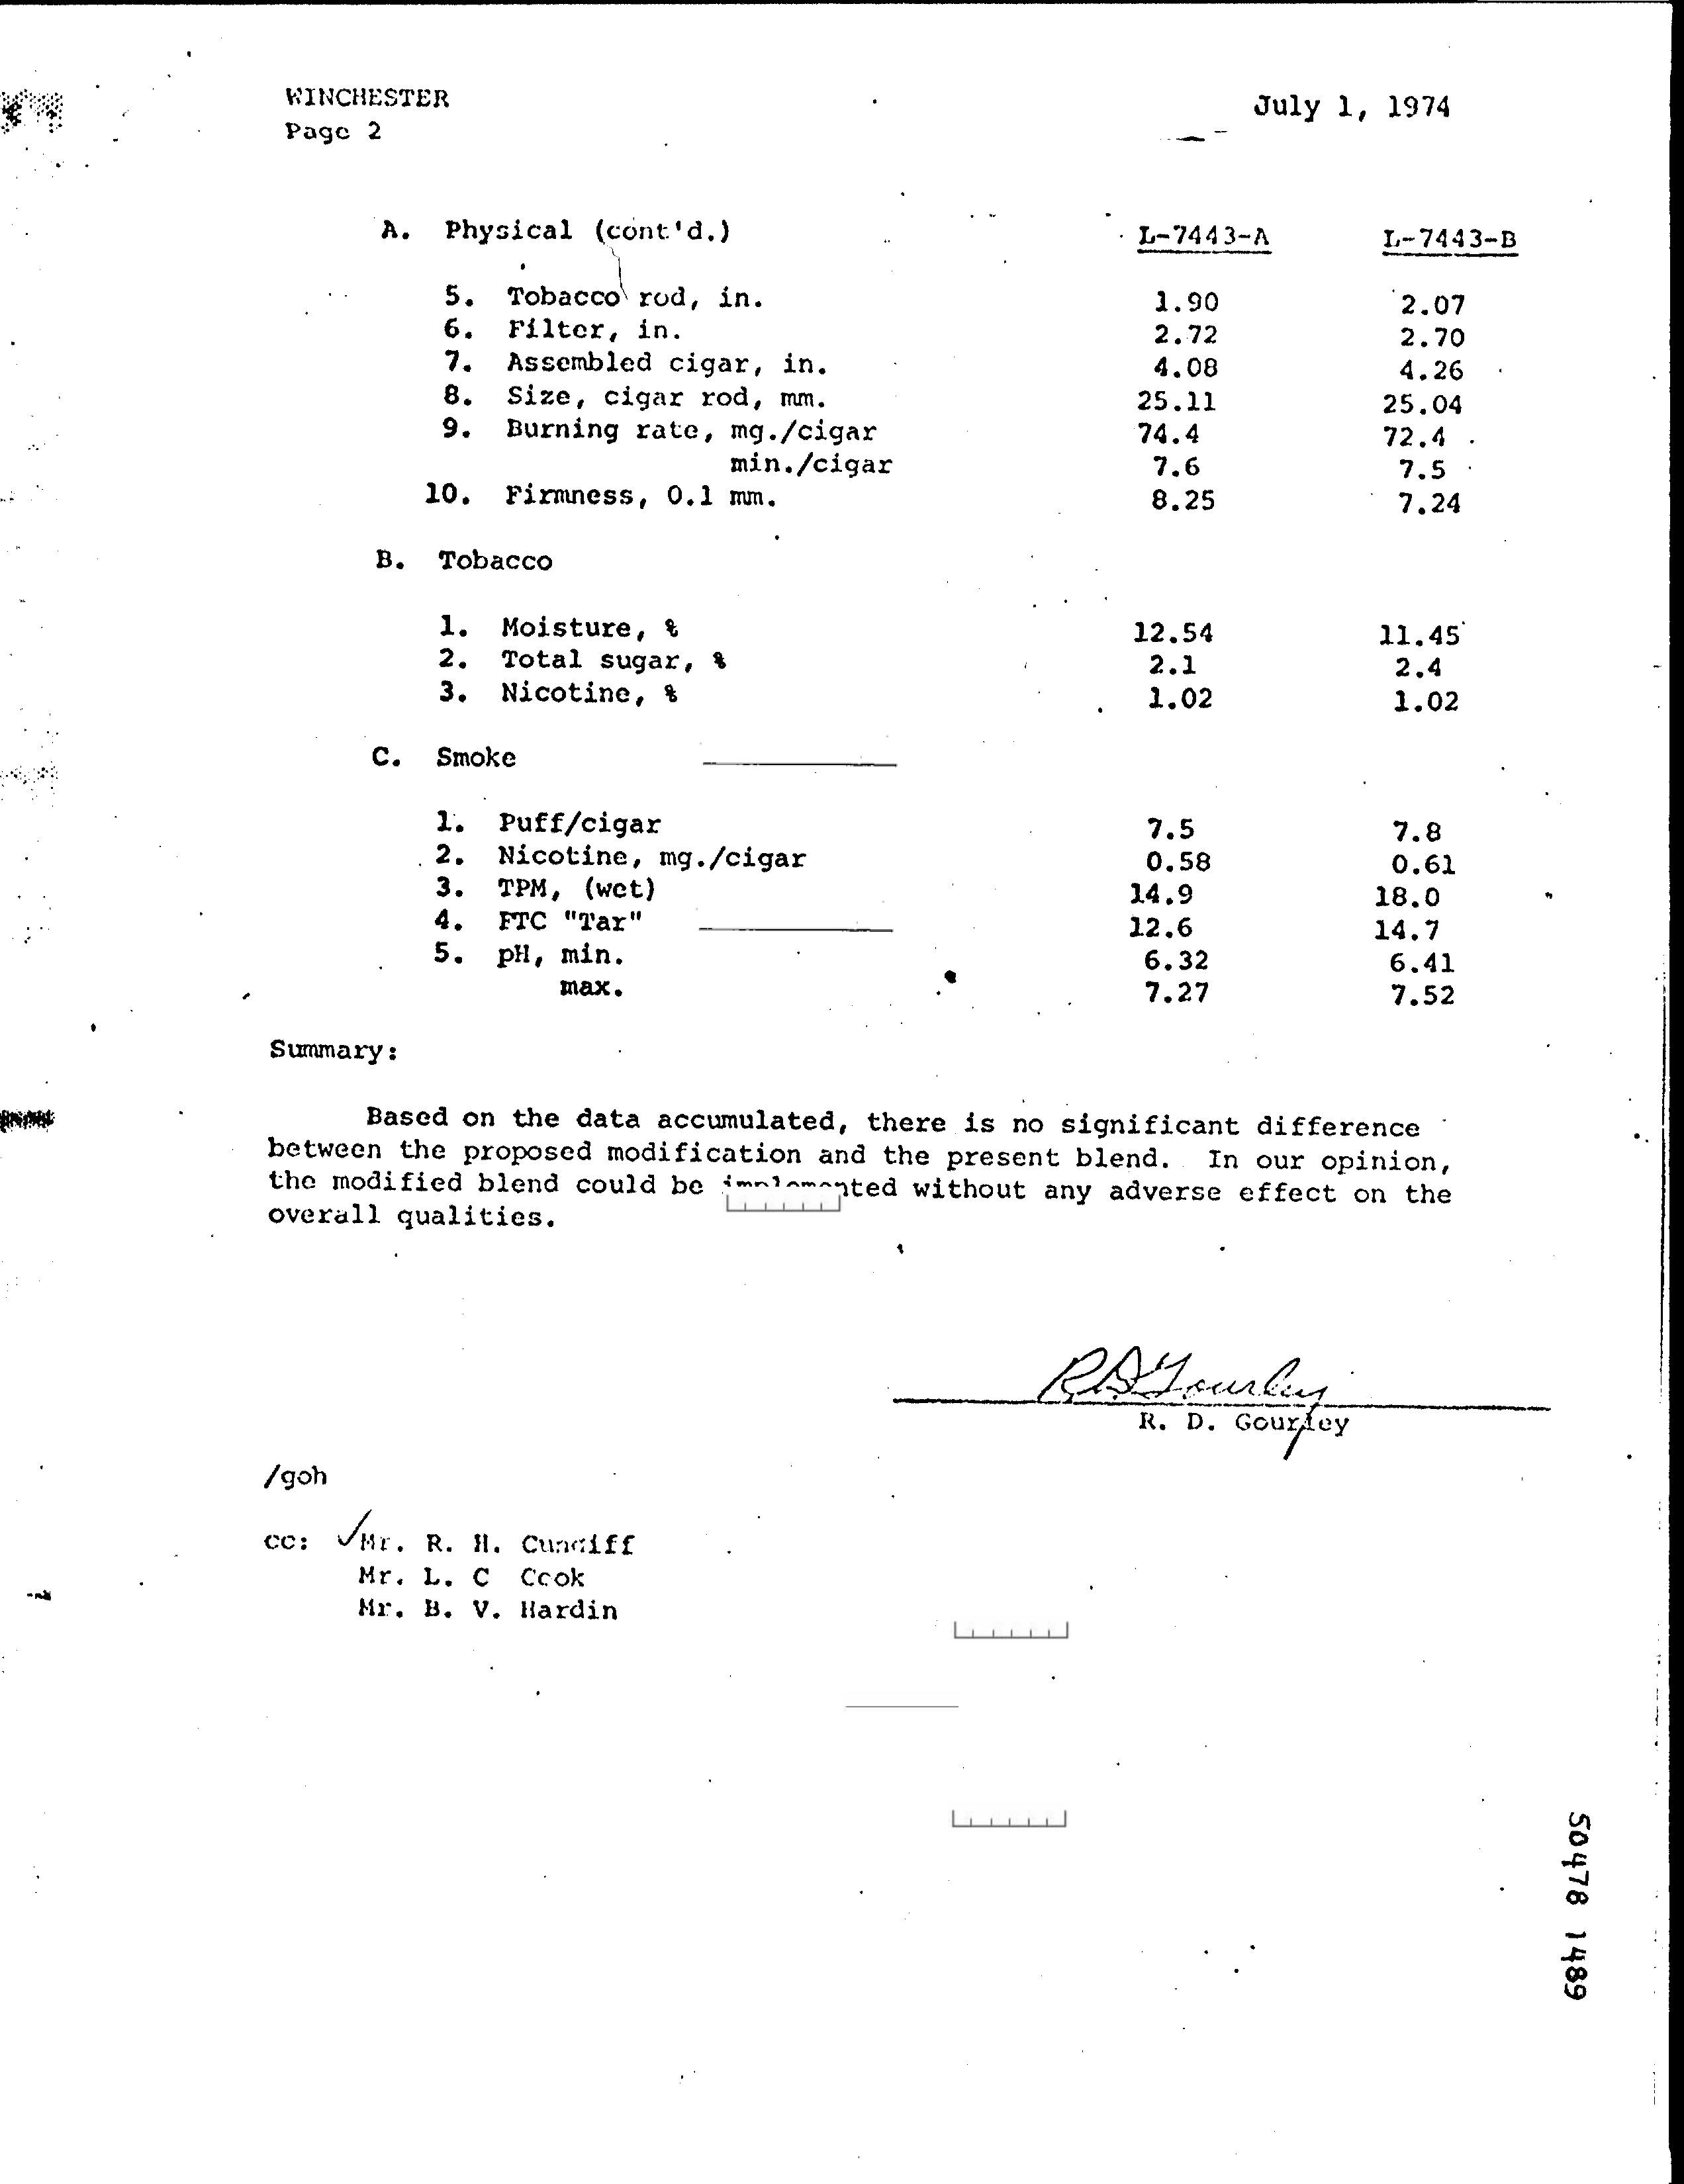 WINCHESTER
Page 2
July 1, 1974
A. Physical (cont'd.) L-7443-A L-7443-B
5. Tobacco rod, in. 1.90 2.07
6. Filter, in. 2.72 2.70
7. Assembled cigar, in. 4.08 4.26
8. Size, cigar rod, mm. 25.11 25.04
9. Burning rate, mg./cigar 74.4 72.4
min./cigar 7.6 7.5
10. Firmness, 0.1 mm. 8.25 7.24
B. Tobacco
1. Moisture, % 12.54 11.45
2. Total sugar, % 2.1 2.4
3. Nicotine, % 1.02 1.02
C. Smoke
1. Puff/cigar 7.5 7.8
2. Nicotine, mg./cigar 0.58 0.61
3. TPM, (wet) 14.9 18.0
4. FTC "Tar" 12.6 14.7
5. pH, min. 6.32 6.41
max. 7.27 7.52
Summary:
Based on the data accumulated, there is no significant difference
between the proposed modification and the present blend. In our opinion,
the modified blend could be implemented without any adverse effect on the
overall qualities.
R D Gourley
R. D. Gourley
/goh
cc: ✓Mr. R. H. Cundiff
Mr. L. C Cook
Mr. B. V. Hardin
50478 1489